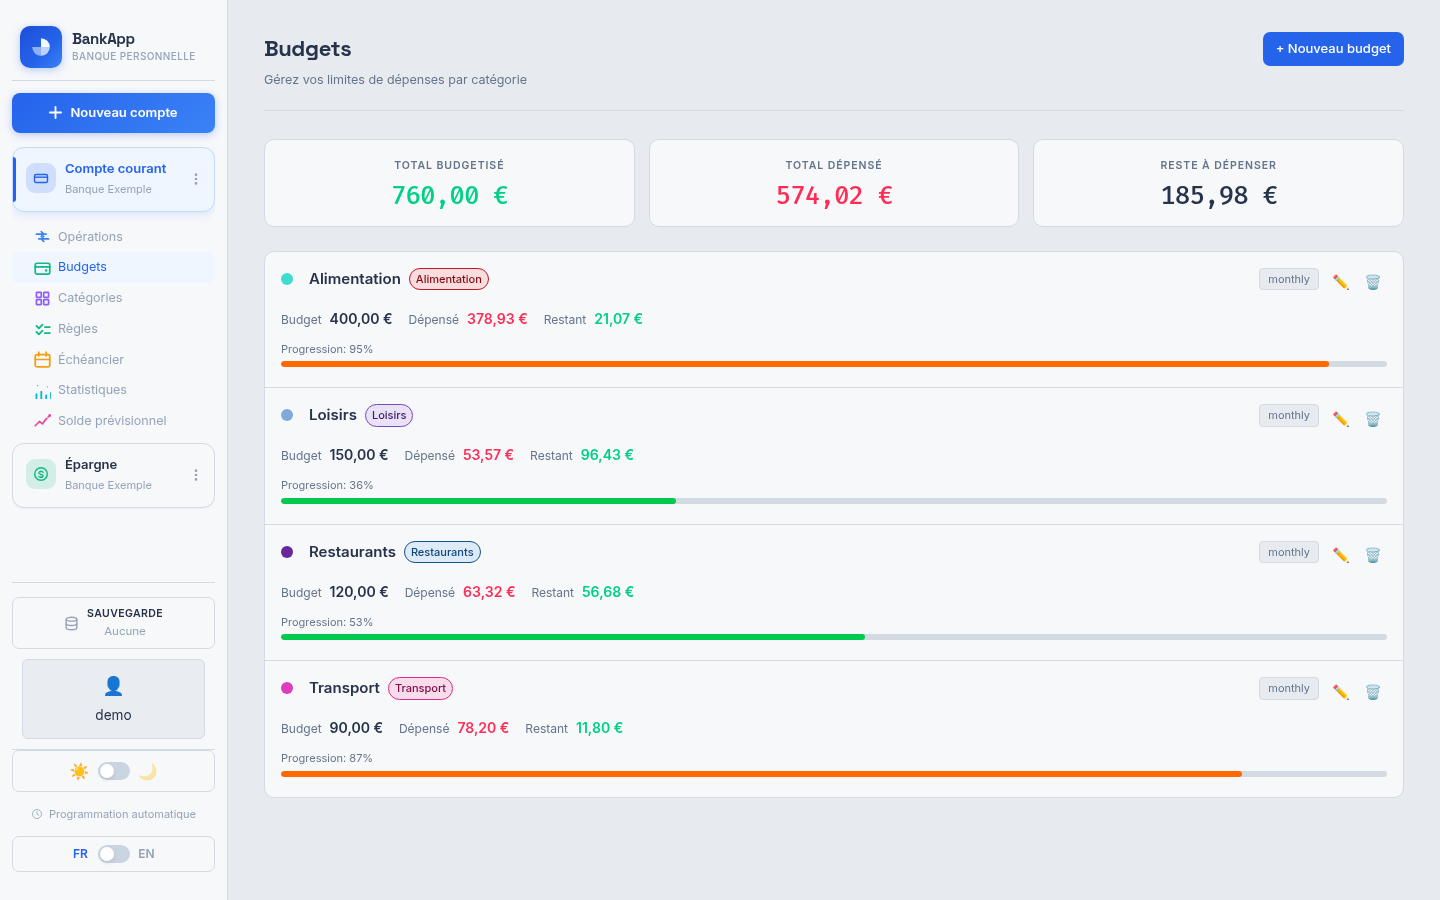 BankApp
BANQUE PERSONNELLE
Nouveau compte
Compte courant
Banque Exemple
Opérations
Budgets
Catégories
Règles
Échéancier
Statistiques
Solde prévisionnel
Épargne
Banque Exemple
SAUVEGARDE
Aucune
demo
Programmation automatique
FR EN
Budgets
+ Nouveau budget
Gérez vos limites de dépenses par catégorie
TOTAL BUDGETISÉ
760,00 €
TOTAL DÉPENSÉ
574,02 €
RESTE À DÉPENSER
185,98 €
Alimentation Alimentation monthly
Budget 400,00 € Dépensé 378,93 € Restant 21,07 €
Progression: 95%
Loisirs Loisirs monthly
Budget 150,00 € Dépensé 53,57 € Restant 96,43 €
Progression: 36%
Restaurants Restaurants monthly
Budget 120,00 € Dépensé 63,32 € Restant 56,68 €
Progression: 53%
Transport Transport monthly
Budget 90,00 € Dépensé 78,20 € Restant 11,80 €
Progression: 87%